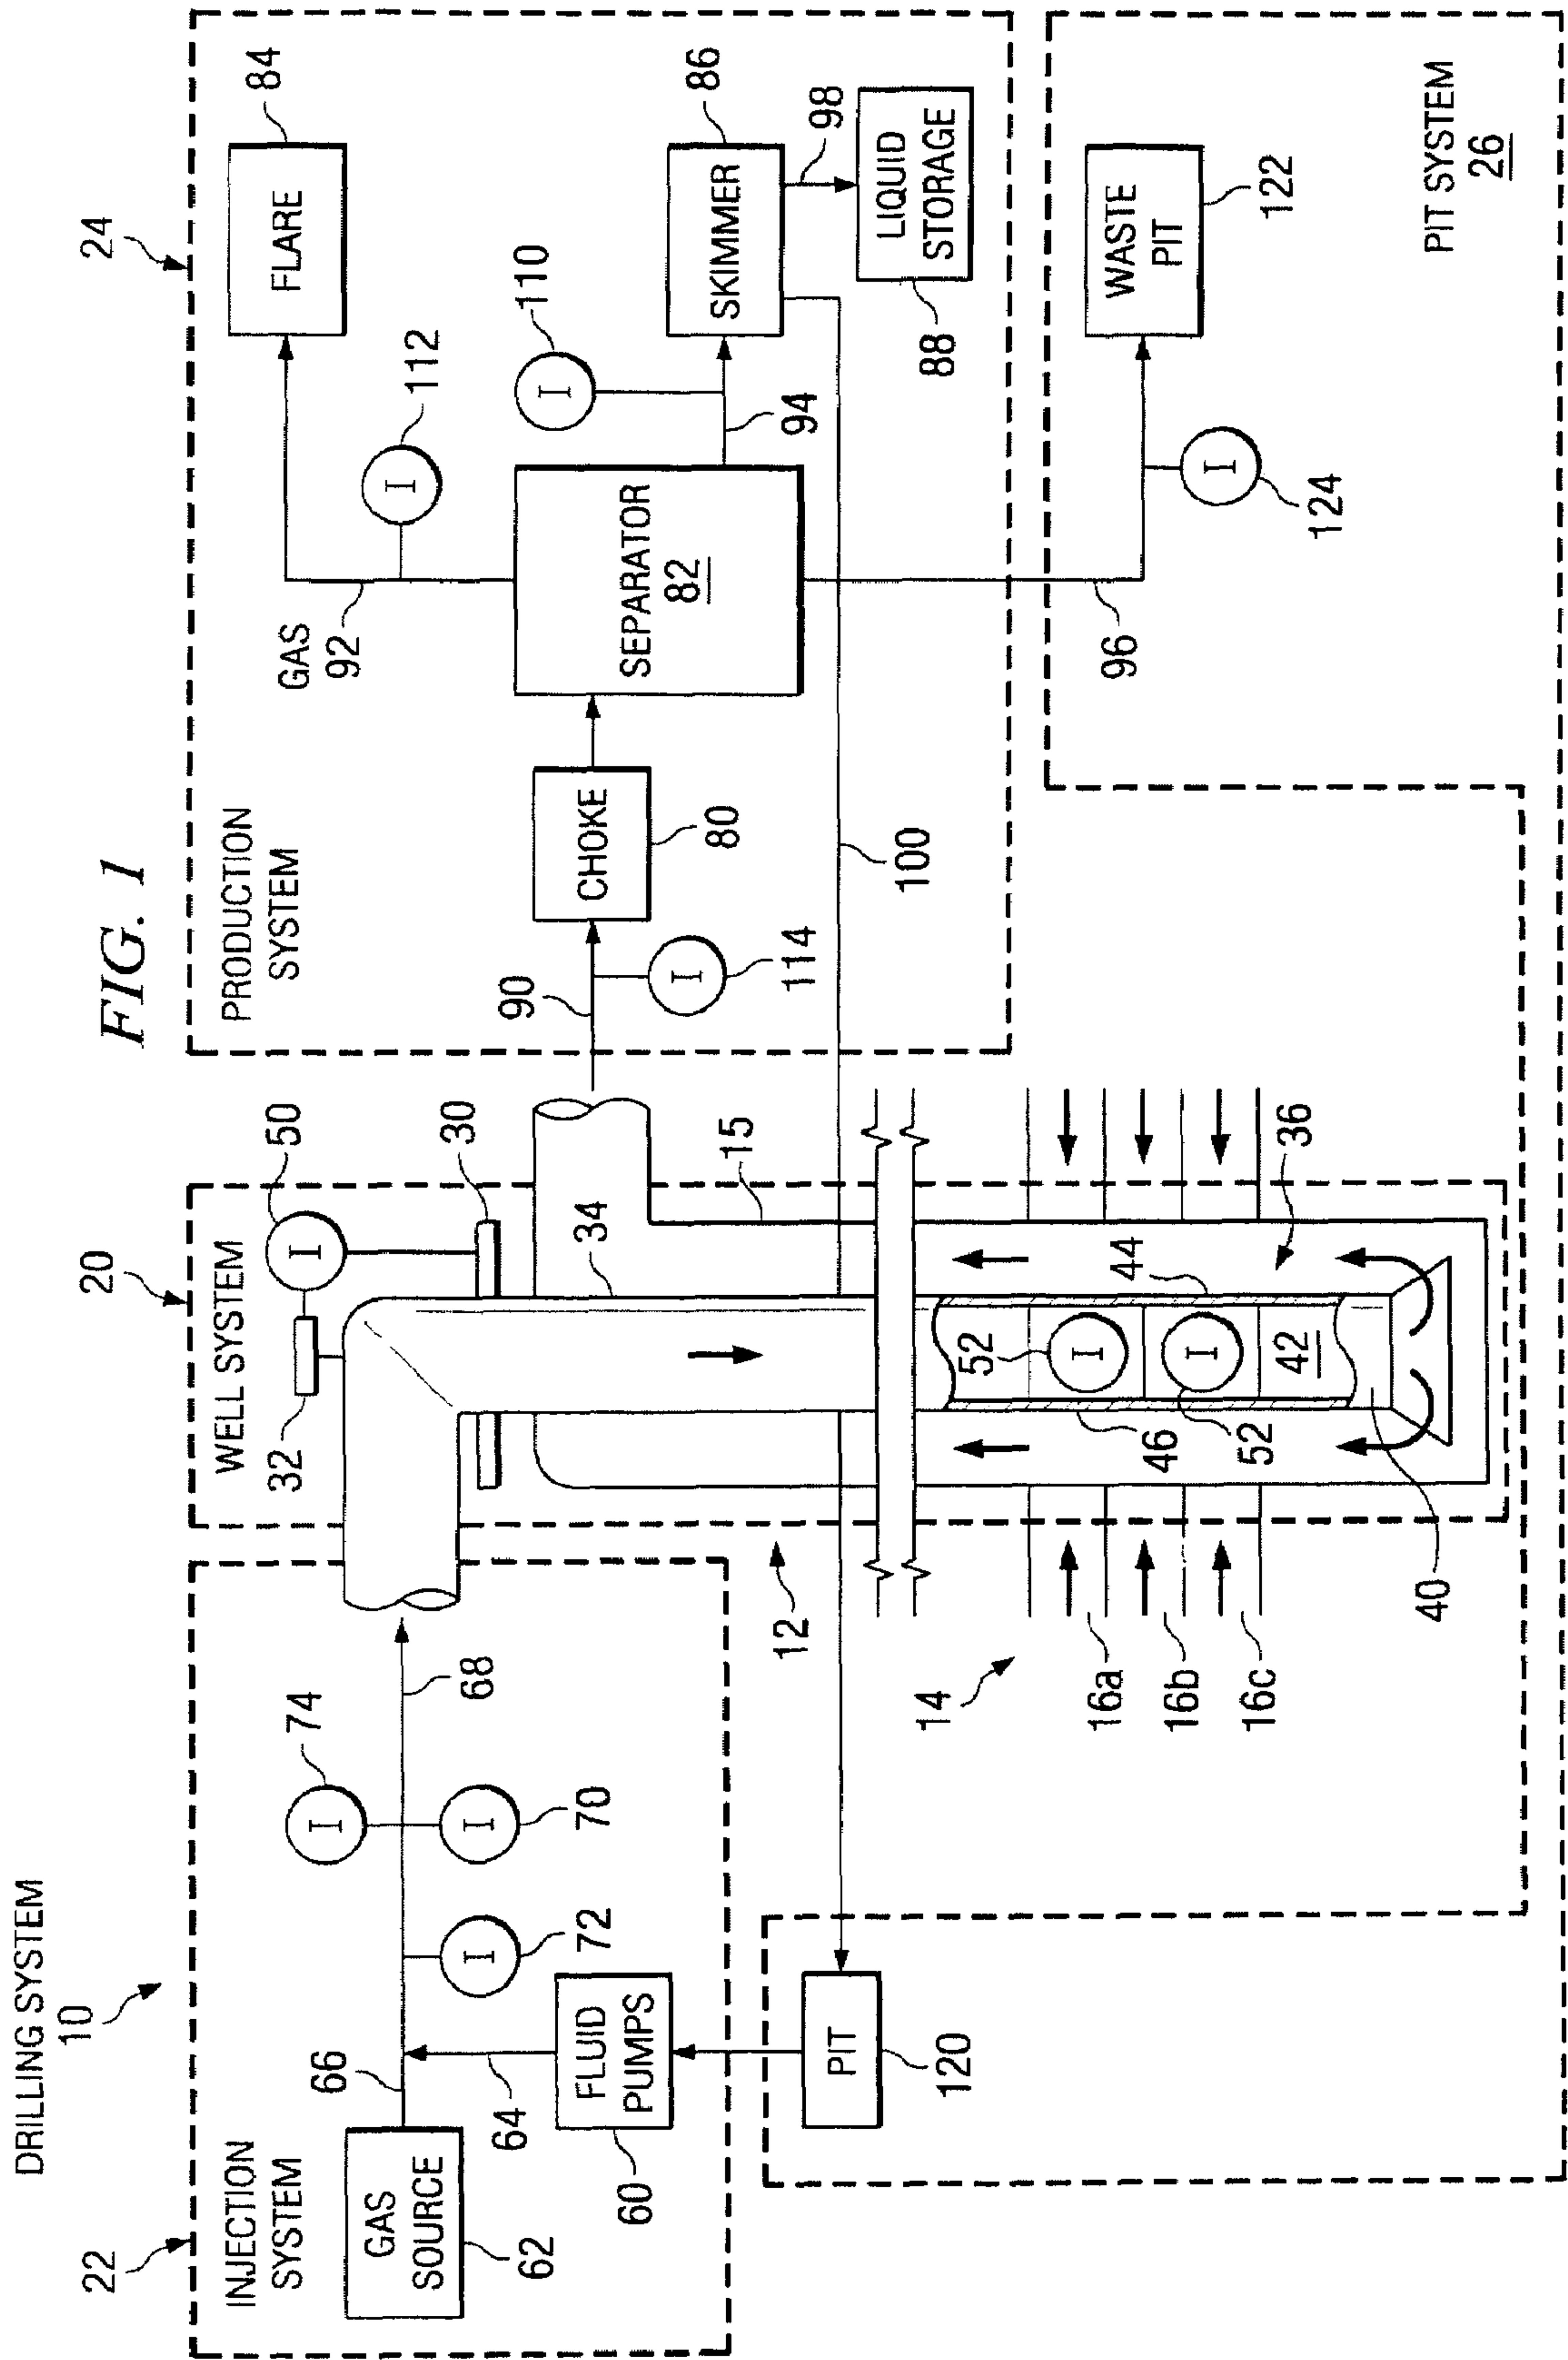 DRILLING SYSTEM
10
FIG. 1
22
INJECTION
SYSTEM
GAS
SOURCE
62
66
64
FLUID
PUMPS
60
72
74
70
68
20
WELL SYSTEM
32
50
30
34
15
12
14
16a
16b
16c
36
44
52
46
52
42
40
24
PRODUCTION
SYSTEM
90
114
CHOKE
80
SEPARATOR
82
GAS
92
112
FLARE
84
110
94
SKIMMER
86
98
LIQUID
STORAGE
88
100
96
124
WASTE
PIT
122
PIT SYSTEM
26
PIT
120
I
I
I
I
I
I
I
I
I
I